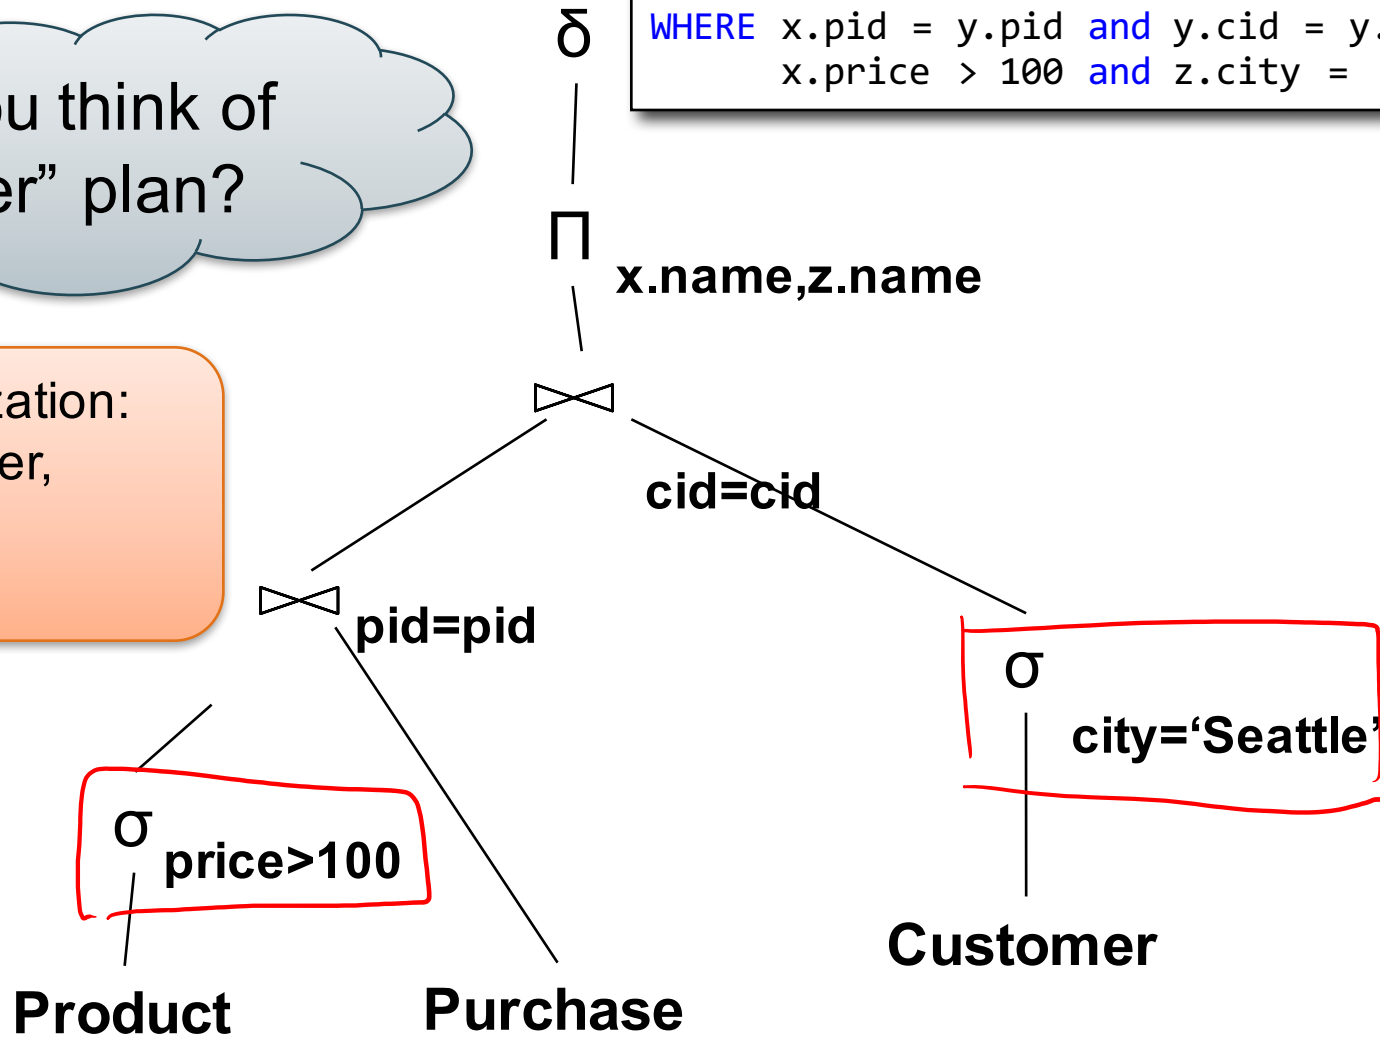 δ
WHERE x.pid = y.pid and y.cid = y.
x.price > 100 and z.city =
ou think of
er” plan?
Π
x.name,z.name
zation:
er,
cid=cid
pid=pid
σ
city=‘Seattle’
σ
price>100
Customer
Product
Purchase